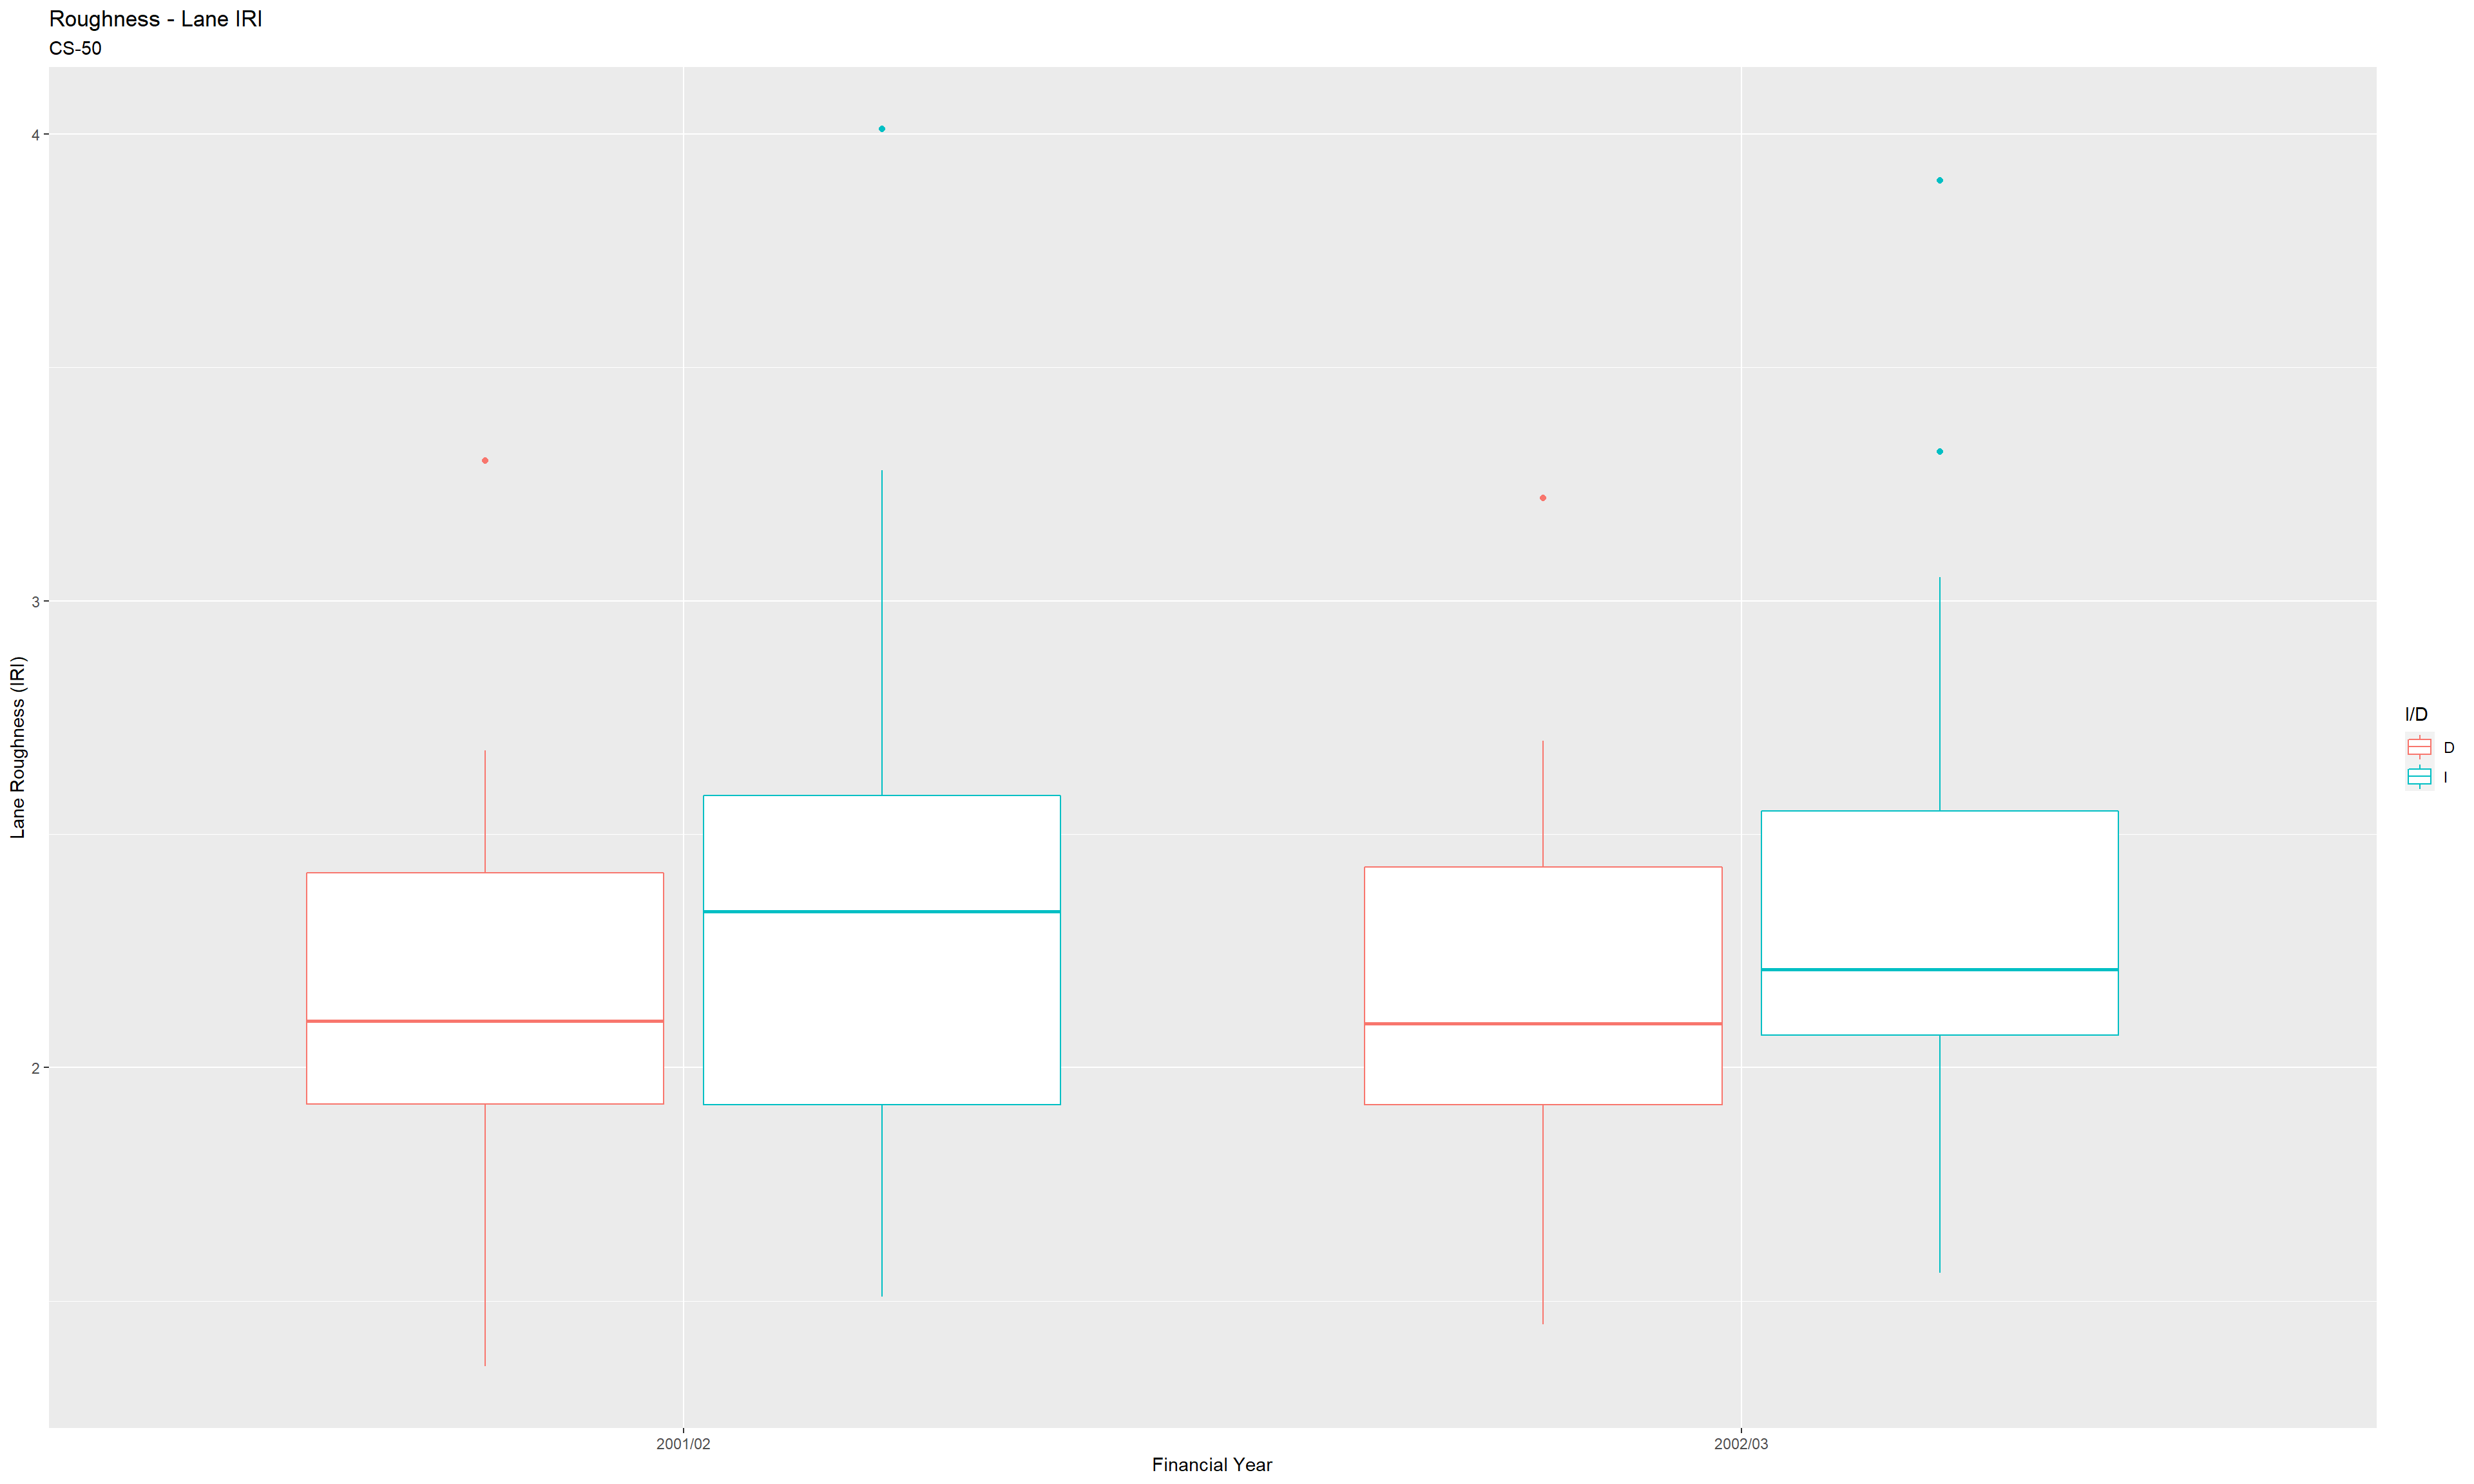 Roughness - Lane IRI
CS-50
4
3
2
Lane Roughness (IRI)
2001/02
2002/03
Financial Year
I/D
D
I